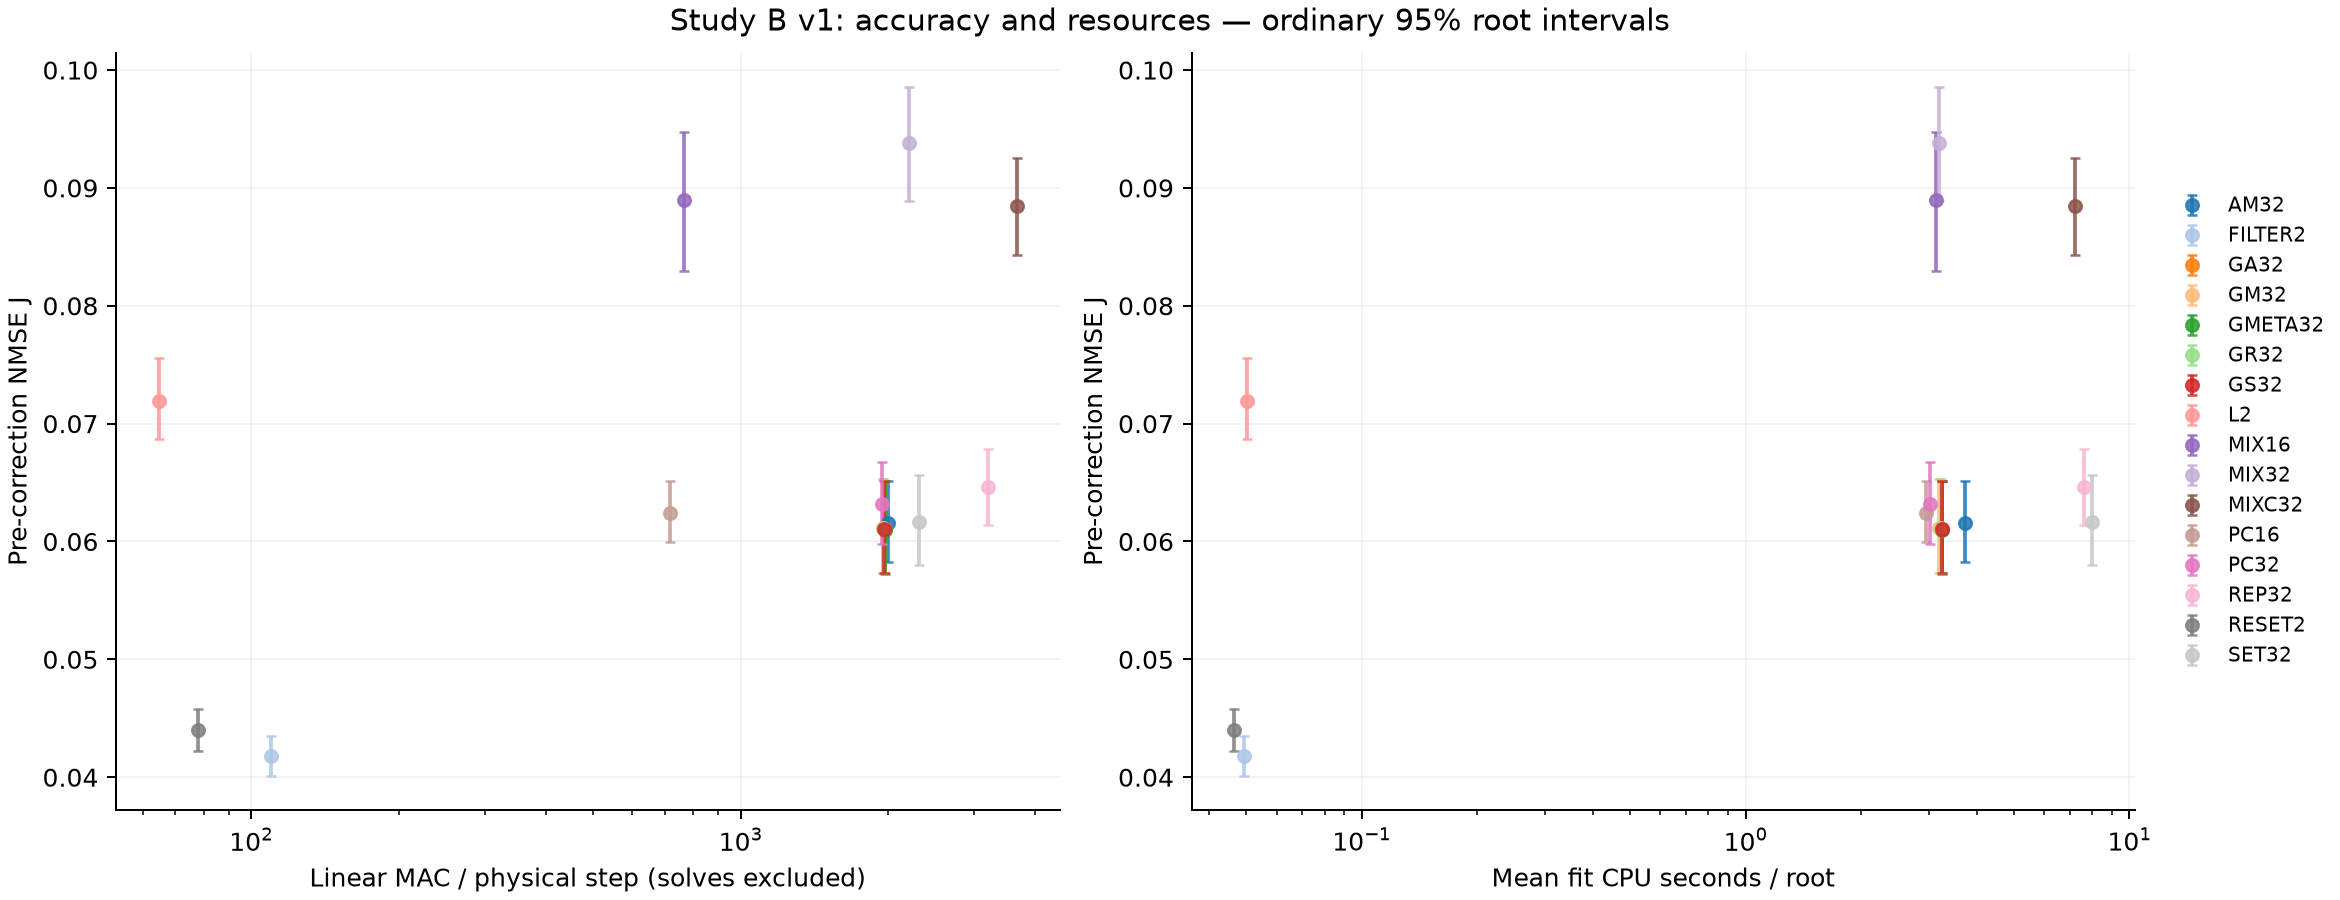 Study B v1: accuracy and resources — ordinary 95% root intervals
Pre-correction NMSE J
0.10
0.09
0.08
0.07
0.06
0.05
0.04
10²
10³
Linear MAC / physical step (solves excluded)
Pre-correction NMSE J
0.10
0.09
0.08
0.07
0.06
0.05
0.04
10⁻¹
10⁰
10¹
Mean fit CPU seconds / root
AM32
FILTER2
GA32
GM32
GMETA32
GR32
GS32
L2
MIX16
MIX32
MIXC32
PC16
PC32
REP32
RESET2
SET32